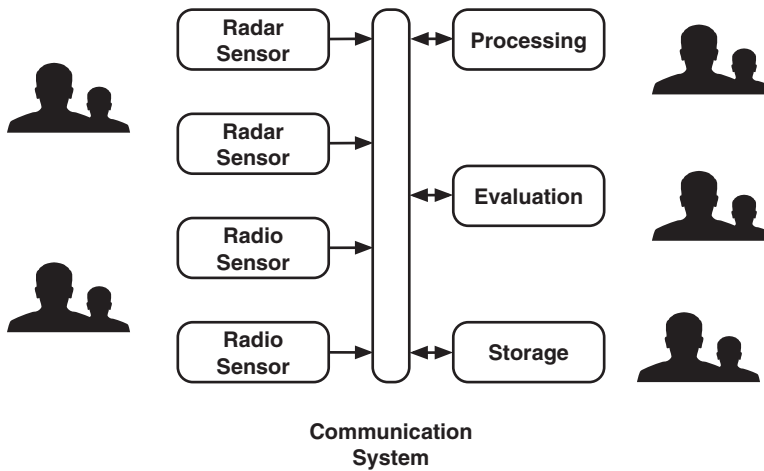 Radar
Sensor
Processing
Radar
Sensor
Evaluation
Radio
Sensor
Radio
Sensor
Storage
Communication
System